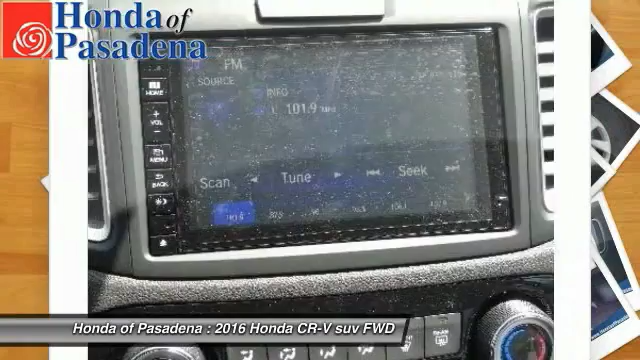 Honda of
Pasadena
FM
SOURCE
HOME
INFO
101.9 MHz
+
VOL
-
MENU
Scan
Tune
Seek
BACK
Honda of Pasadena : 2016 Honda CR-V suv FWD